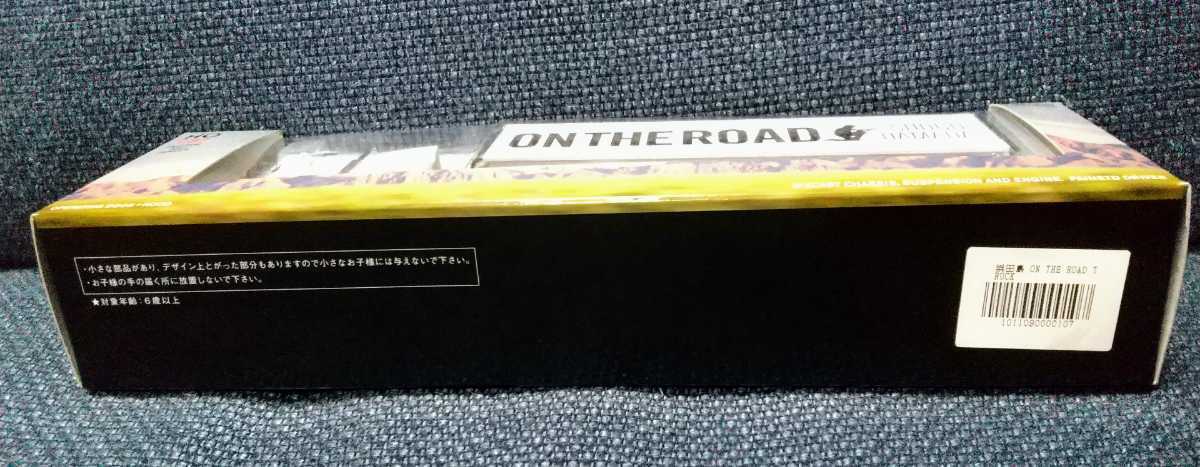 HO
ON THE ROAD
DIECAST CHASSIS, SUSPENSION AND ENGINE. PAINTED DRIVER
・小さな部品があり、デザイン上とがった部分もありますので小さなお子様には与えないで下さい。
・お子様の手の届く所に放置しないで下さい。
★対象年齢：6歳以上
ON THE ROAD T
ROCK
1011090000107